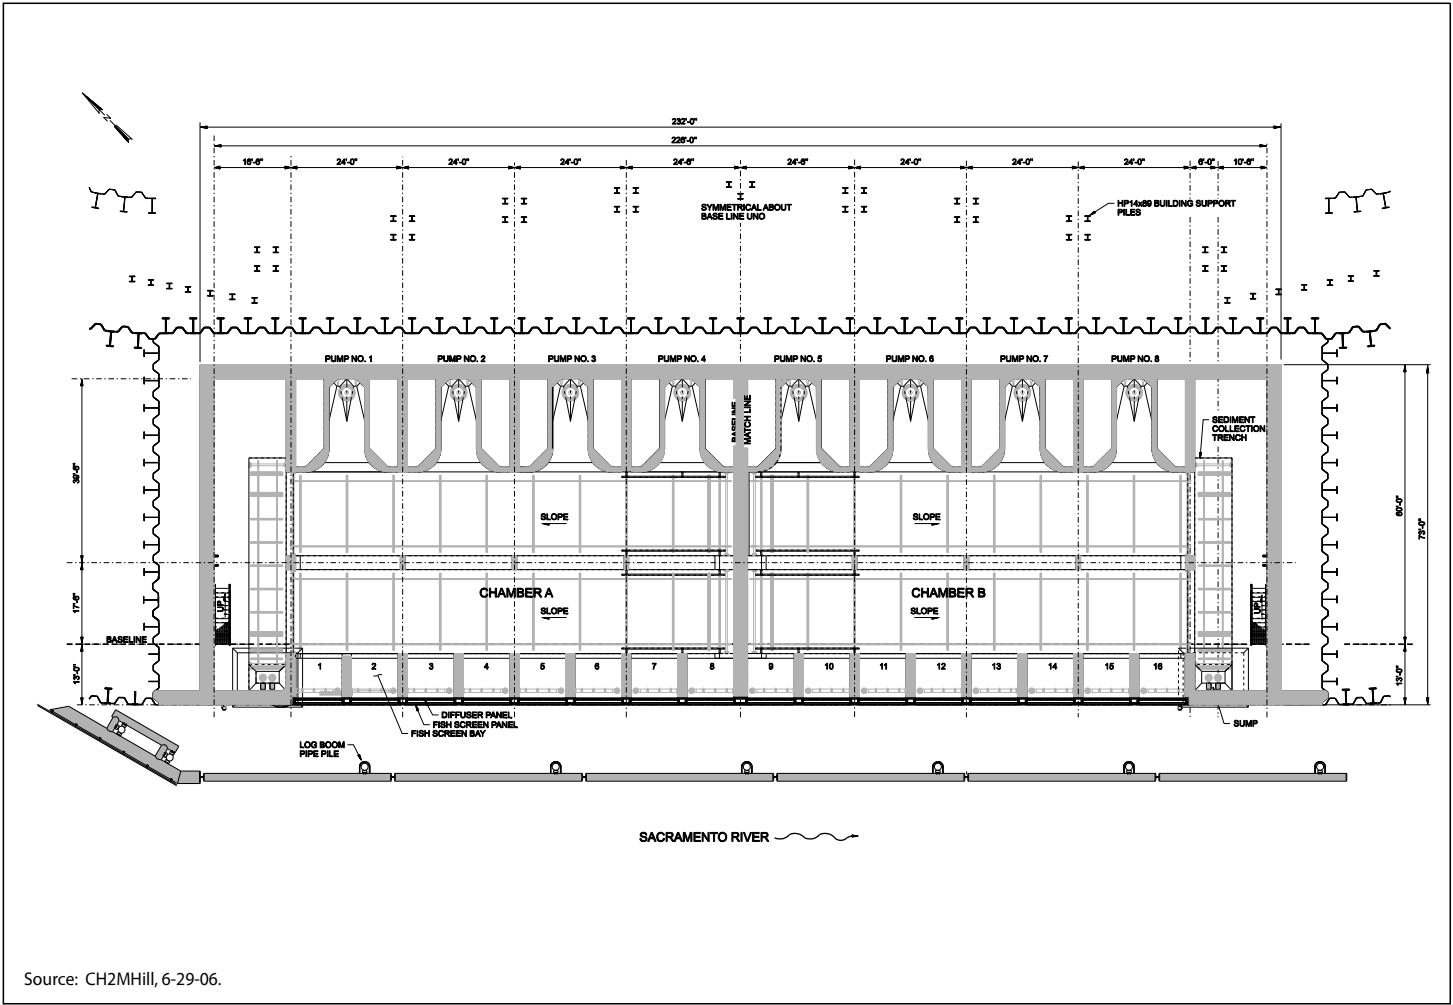 N
232'-0"
226'-0"
16'-6"
24'-0"
24'-0"
24'-0"
24'-6"
24'-6"
24'-0"
24'-0"
24'-0"
6'-0"
10'-6"
SYMMETRICAL ABOUT
BASE LINE UNO
HP14x89 BUILDING SUPPORT
PILES
PUMP NO. 1
PUMP NO. 2
PUMP NO. 3
PUMP NO. 4
PUMP NO. 5
PUMP NO. 6
PUMP NO. 7
PUMP NO. 8
BASELINE
MATCH LINE
SEDIMENT
COLLECTION
TRENCH
39'-6"
60'-0"
73'-0"
SLOPE
SLOPE
CHAMBER A
CHAMBER B
17'-6"
UP
UP
SLOPE
SLOPE
BASELINE
13'-0"
13'-0"
1
2
3
4
5
6
7
8
9
10
11
12
13
14
15
16
DIFFUSER PANEL
FISH SCREEN PANEL
FISH SCREEN BAY
SUMP
LOG BOOM
PIPE PILE
SACRAMENTO RIVER
Source: CH2MHill, 6-29-06.